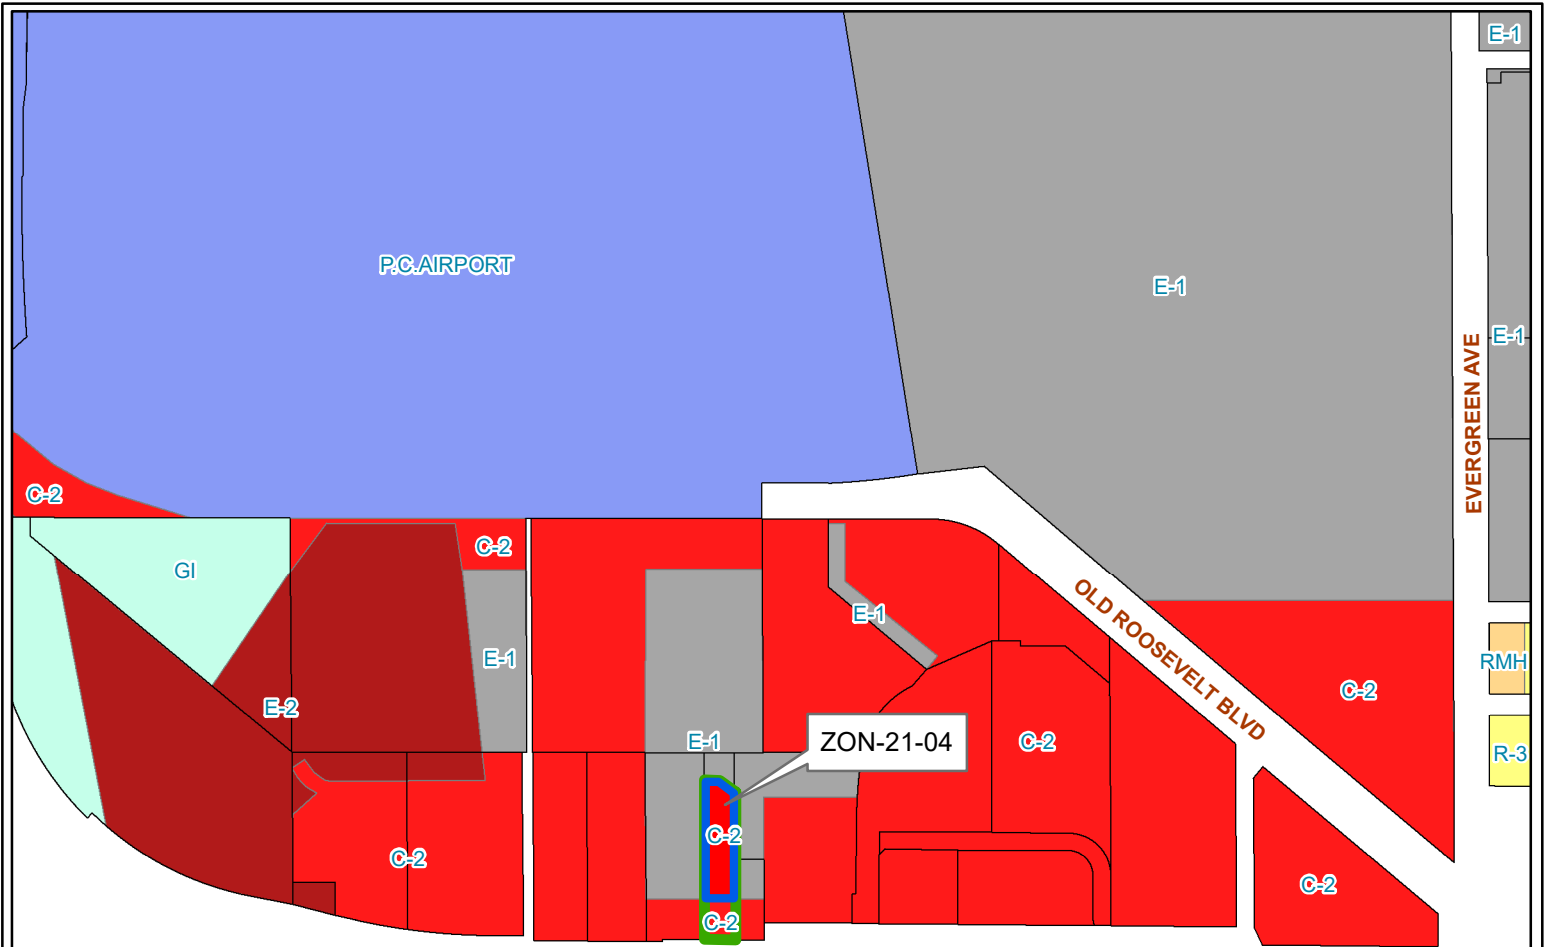 E-1
P.C.AIRPORT
E-1
E-1
EVERGREEN AVE
C-2
C-2
GI
OLD ROOSEVELT BLVD
E-1
E-1
RMH
C-2
E-2
E-1
ZON-21-04
C-2
R-3
C-2
C-2
C-2
C-2